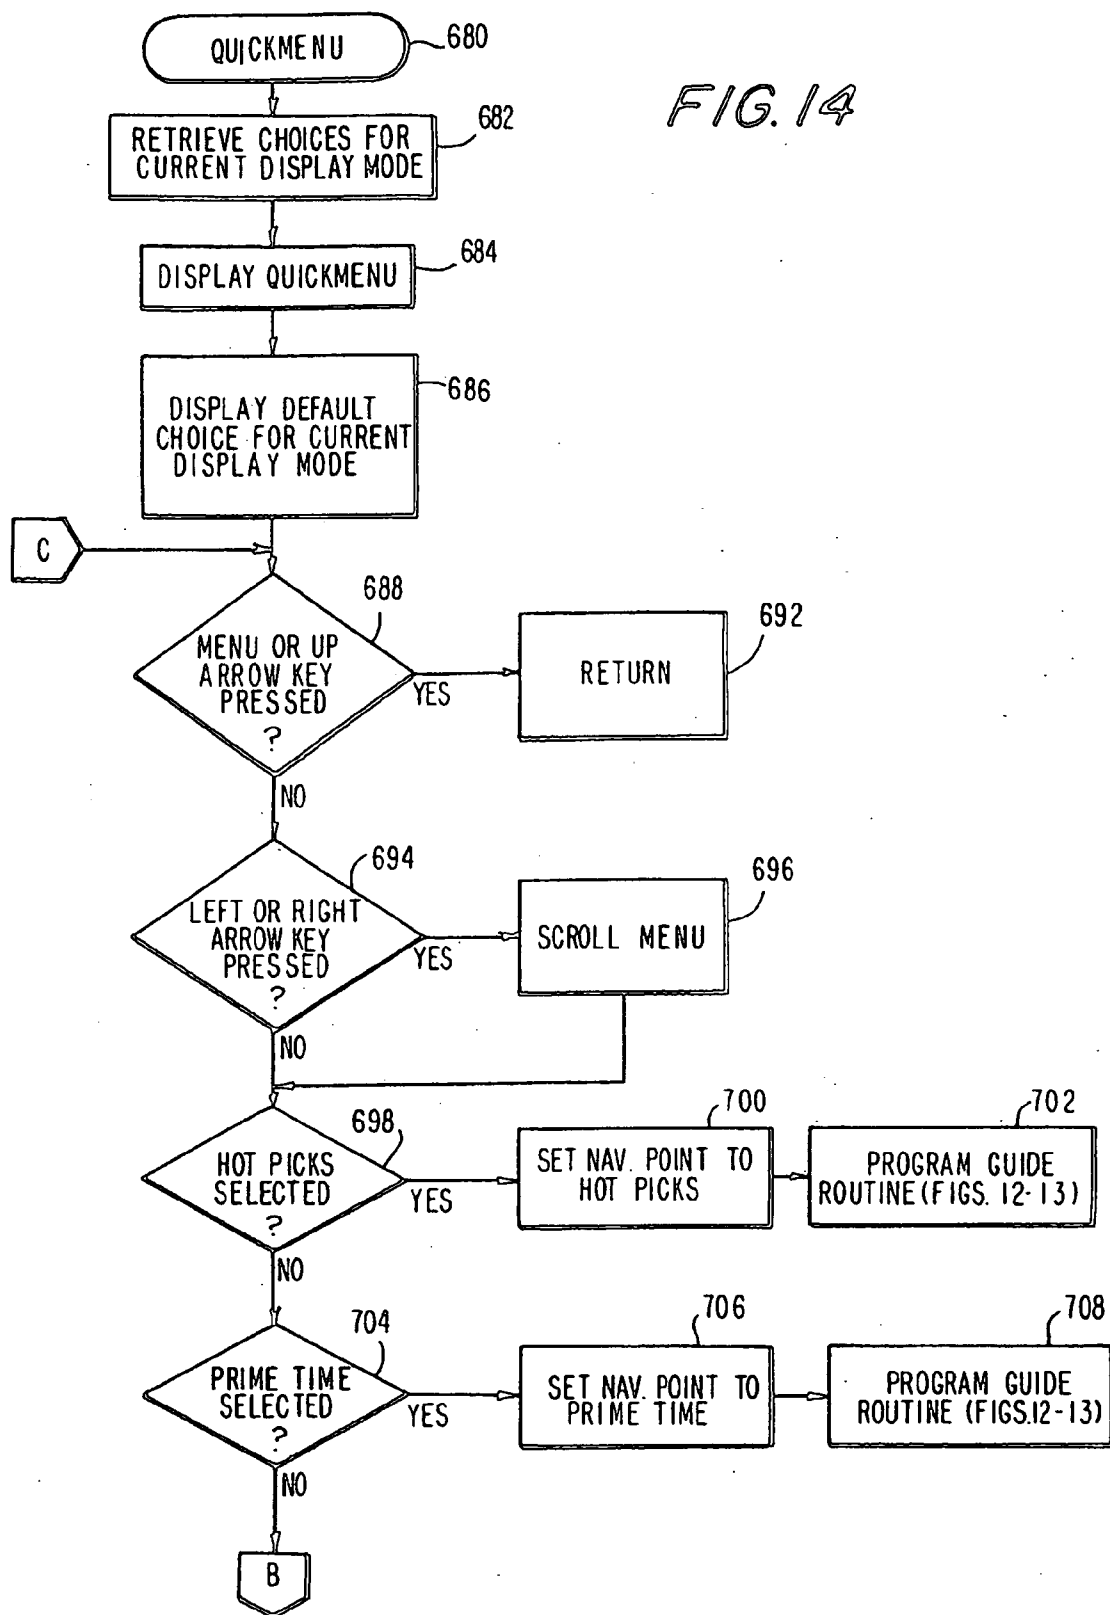 QUICKMENU
680
FIG. 14
682
RETRIEVE CHOICES FOR
CURRENT DISPLAY MODE
684
DISPLAY QUICKMENU
686
DISPLAY DEFAULT
CHOICE FOR CURRENT
DISPLAY MODE
C
688
MENU OR UP
ARROW KEY
PRESSED
?
YES
NO
692
RETURN
694
LEFT OR RIGHT
ARROW KEY
PRESSED
?
YES
NO
696
SCROLL MENU
698
HOT PICKS
SELECTED
?
YES
NO
700
SET NAV. POINT TO
HOT PICKS
702
PROGRAM GUIDE
ROUTINE (FIGS. 12-13)
704
PRIME TIME
SELECTED
?
YES
NO
706
SET NAV. POINT TO
PRIME TIME
708
PROGRAM GUIDE
ROUTINE (FIGS.12-13)
B